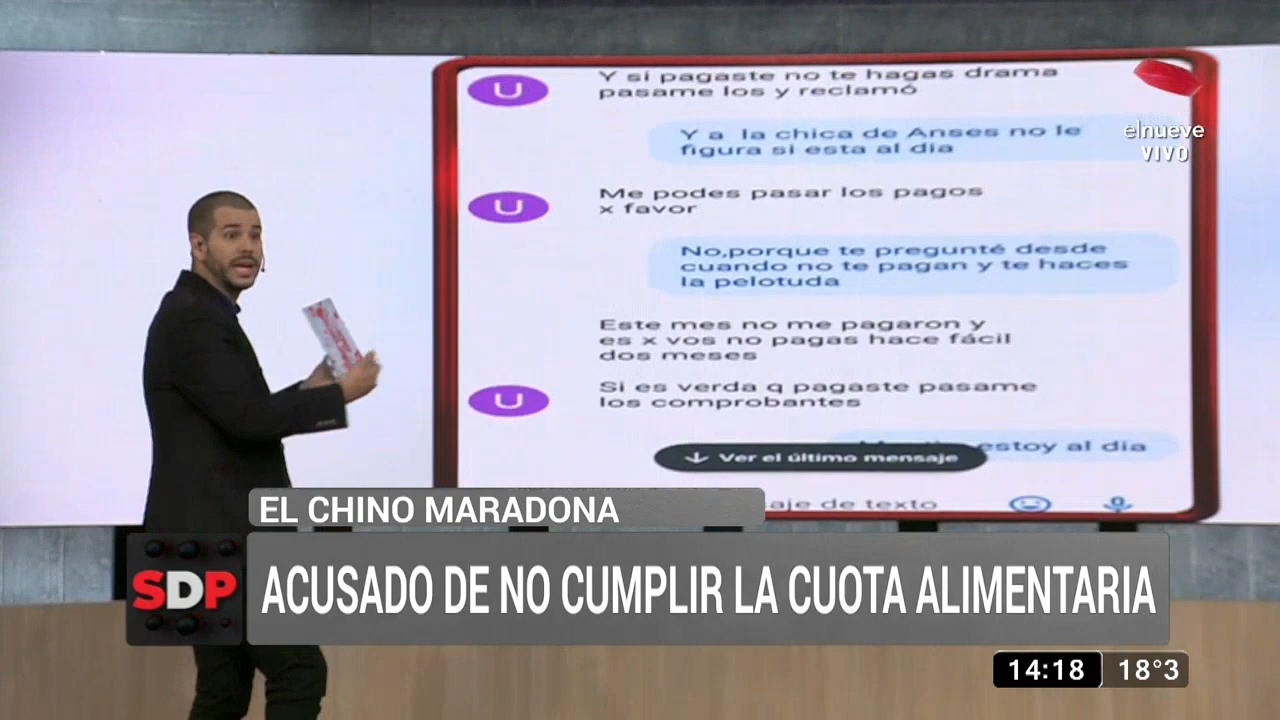 Y si pagaste no te hagas drama
pasame los y reclamó
elnueve
VIVO
Y a la chica de Anses no le
figura si esta al dia
Me podes pasar los pagos
x favor
No,porque te pregunté desde
cuando no te pagan y te haces
la pelotuda
Este mes no me pagaron y
es x vos no pagas hace fácil
dos meses
Si es verda q pagaste pasame
los comprobantes
estoy al dia
Ver el último mensaje
de texto
U
U
U
EL CHINO MARADONA
SDP
ACUSADO DE NO CUMPLIR LA CUOTA ALIMENTARIA
14:18 18°3